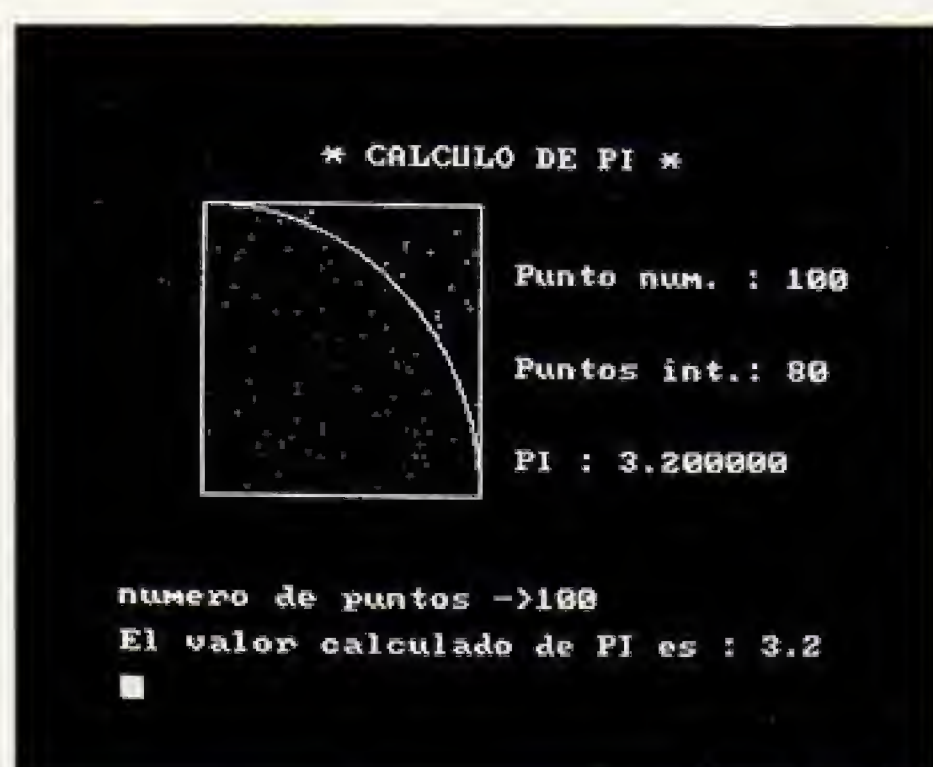 * CALCULO DE PI *
Punto num. : 100
Puntos int.: 80
PI : 3.200000
numero de puntos ->100
El valor calculado de PI es : 3.2